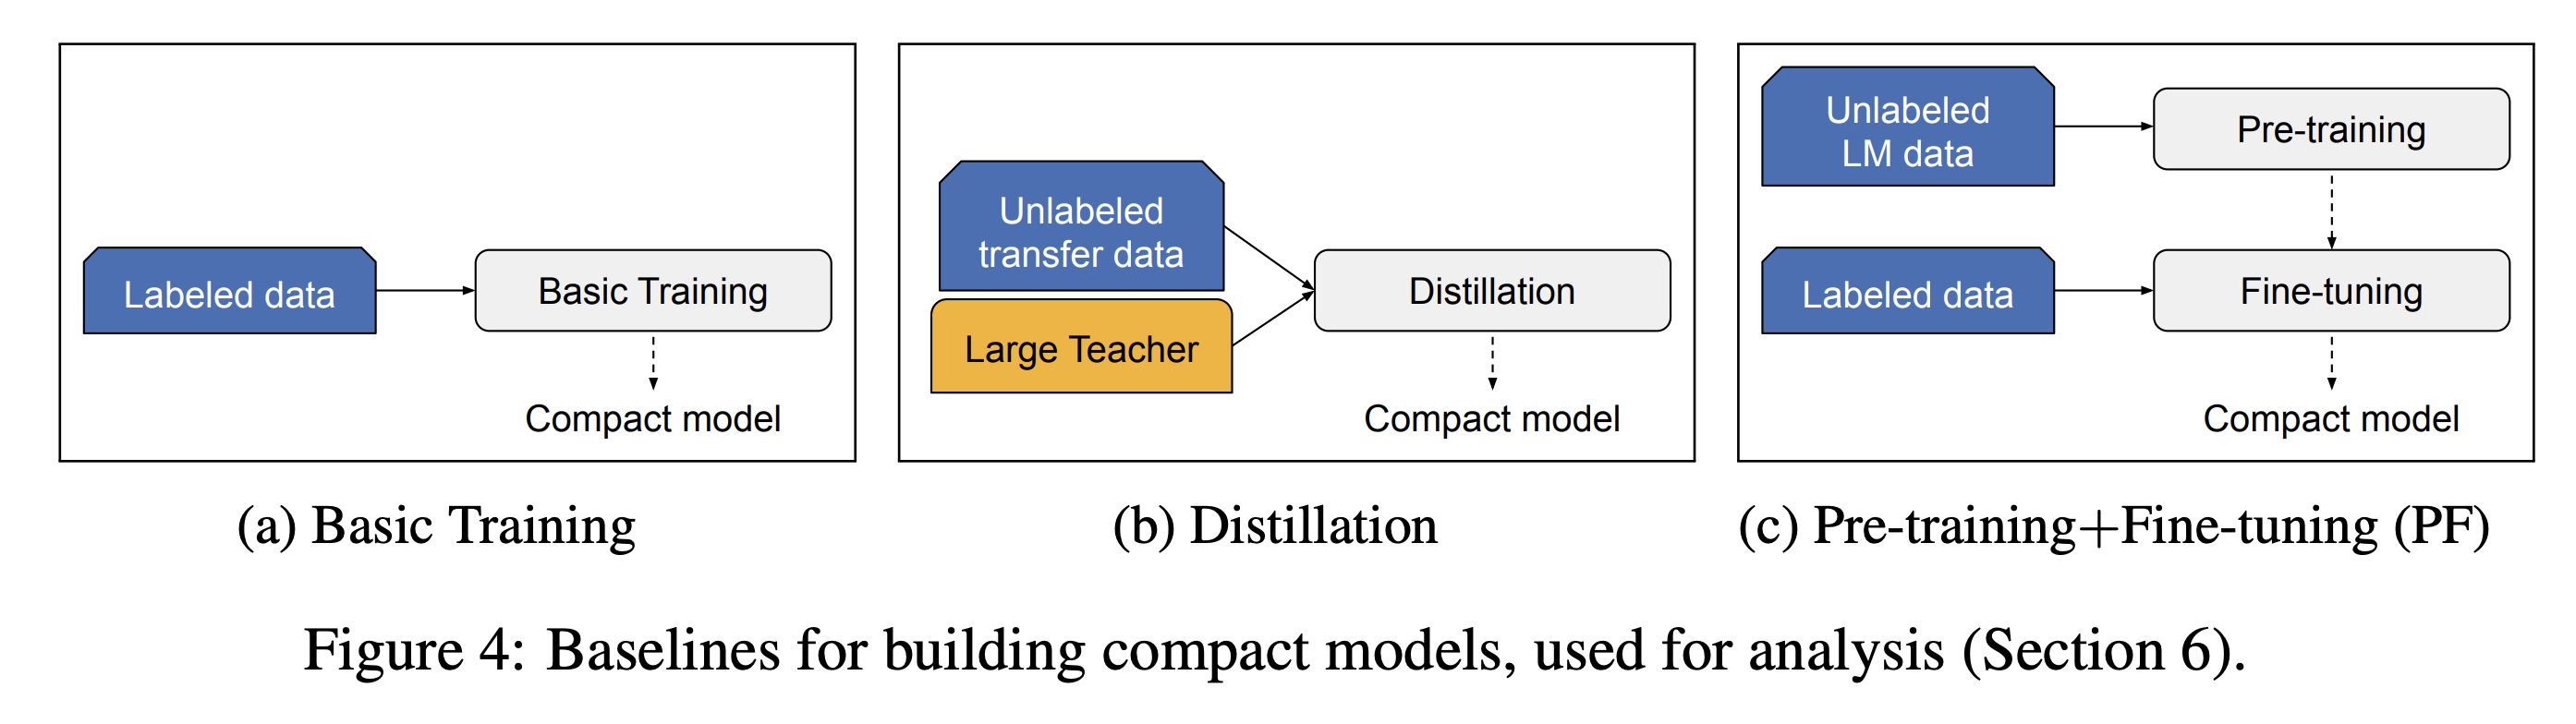 Labeled data
Basic Training
Compact model
(a) Basic Training
Unlabeled
transfer data
Large Teacher
Distillation
Compact model
(b) Distillation
Unlabeled
LM data
Pre-training
Labeled data
Fine-tuning
Compact model
(c) Pre-training+Fine-tuning (PF)
Figure 4: Baselines for building compact models, used for analysis (Section 6).